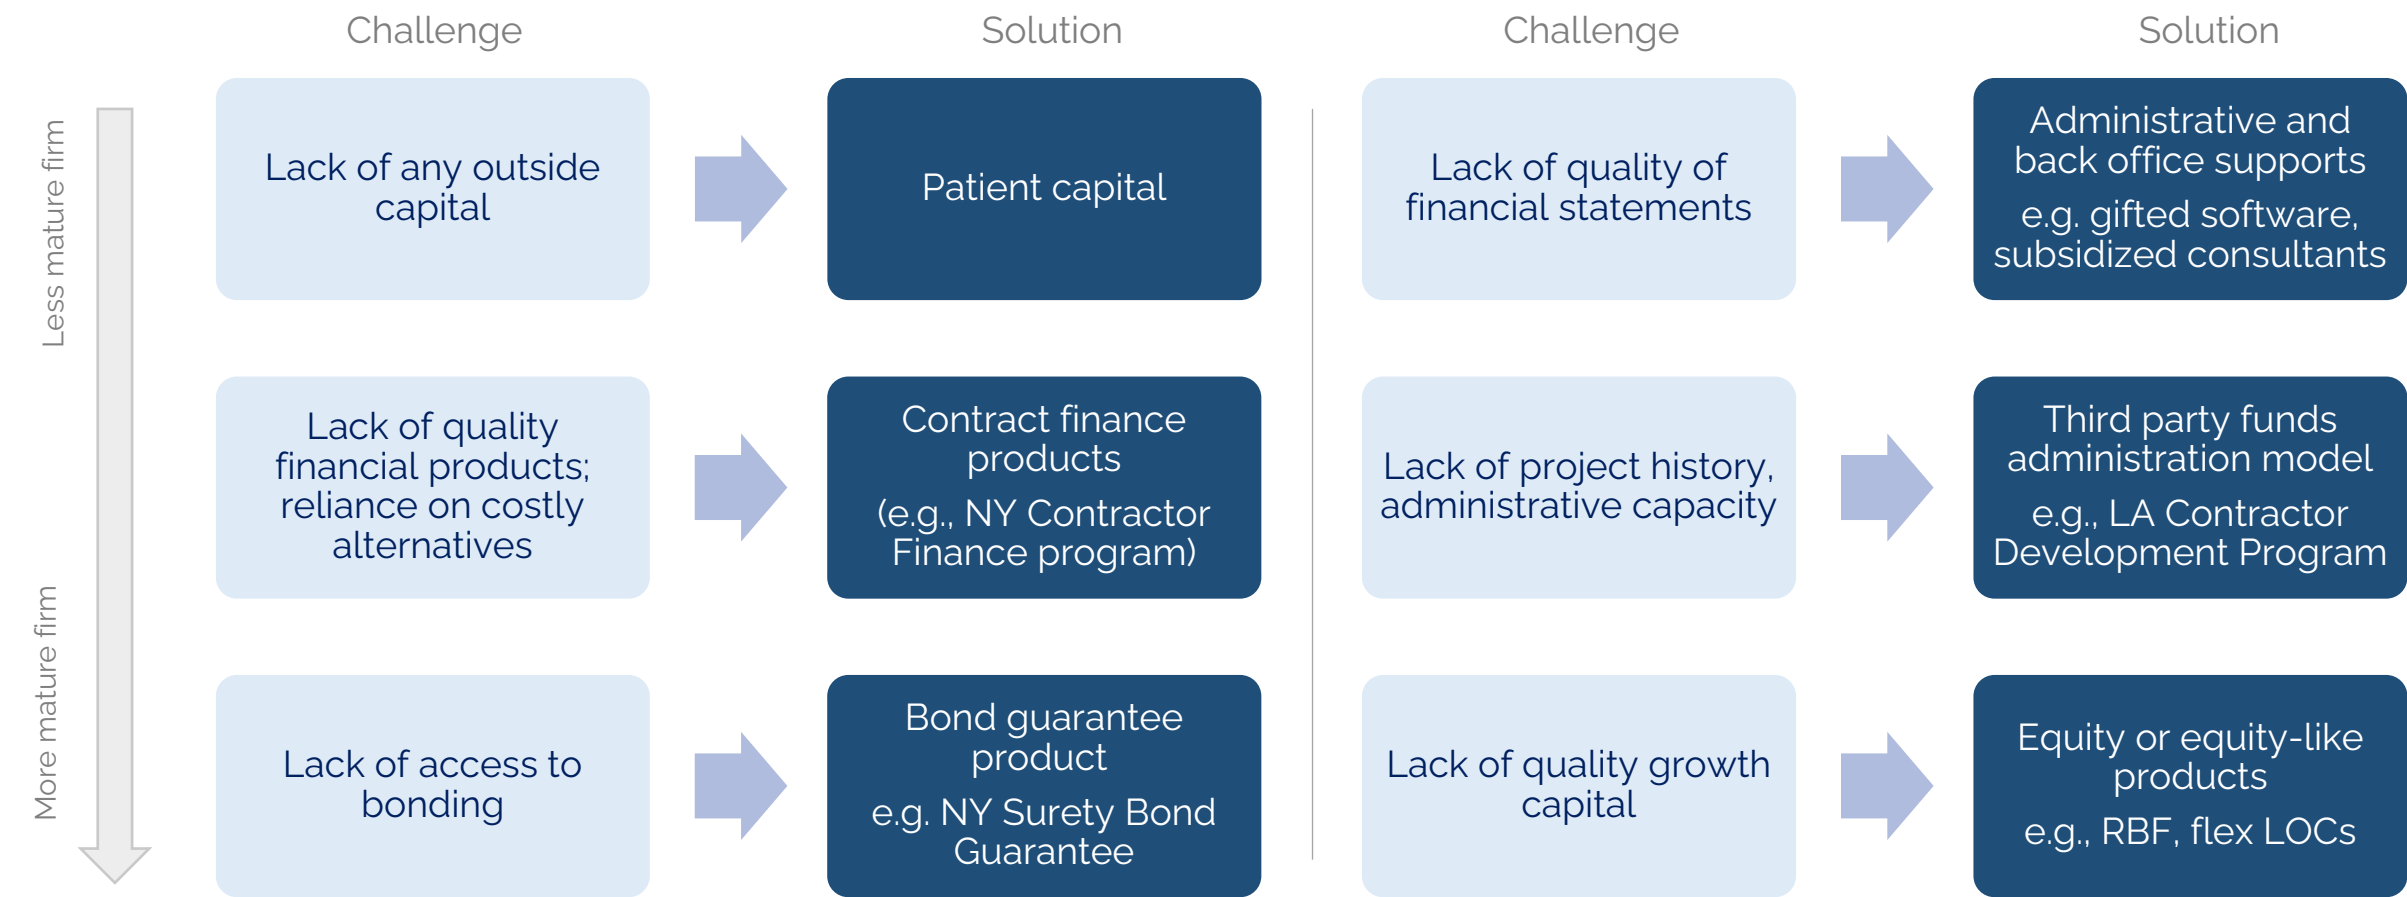 Challenge
Solution
Challenge
Solution
Less mature firm
More mature firm
Lack of any outside
capital
Patient capital
Lack of quality of
financial statements
Administrative and
back office supports
e.g. gifted software,
subsidized consultants
Lack of quality
financial products;
reliance on costly
alternatives
Contract finance
products
(e.g., NY Contractor
Finance program)
Lack of project history,
administrative capacity
Third party funds
administration model
e.g., LA Contractor
Development Program
Lack of access to
bonding
Bond guarantee
product
e.g. NY Surety Bond
Guarantee
Lack of quality growth
capital
Equity or equity-like
products
e.g., RBF, flex LOCs